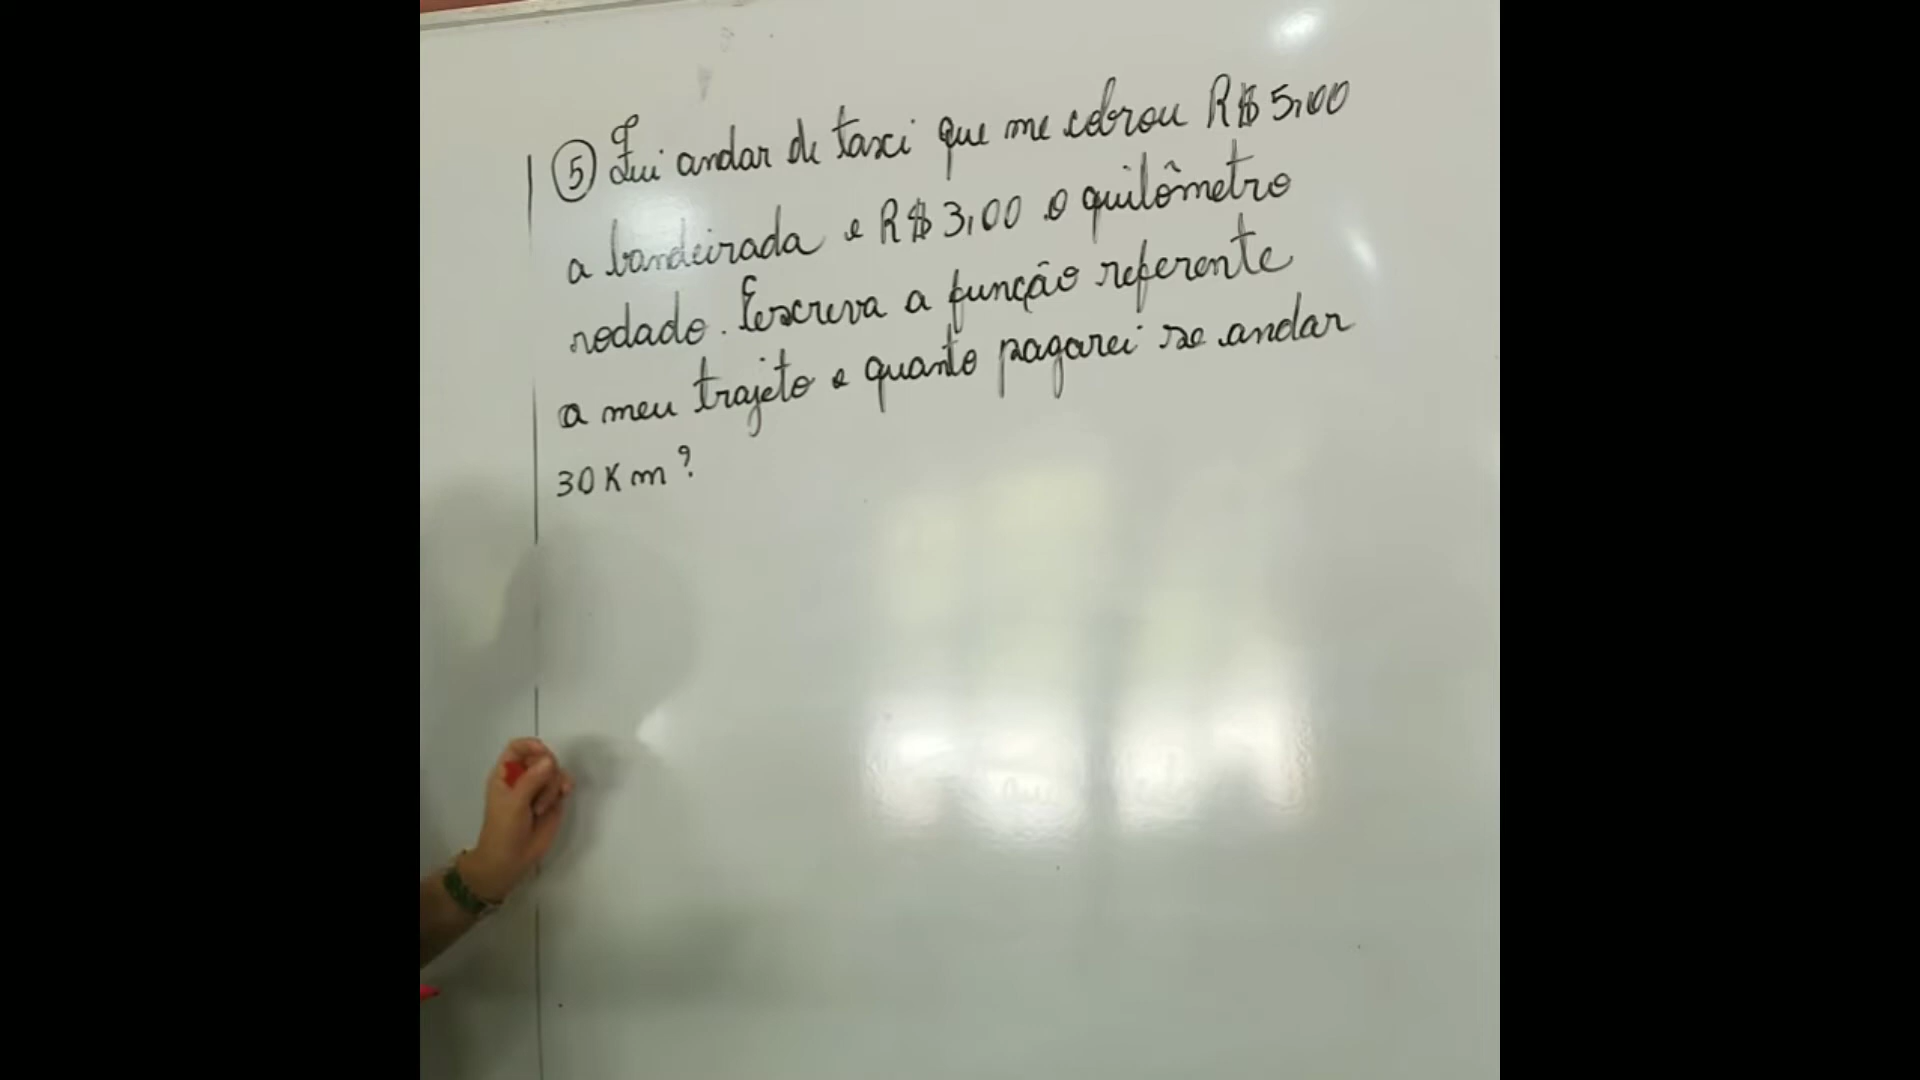 ⑤ Fui andar de taxi que me cobrou R$ 5,00
a bandeirada e R$ 3,00 o quilômetro
rodado. Escreva a função referente
a meu trajeto e quanto pagarei se andar
30 Km?